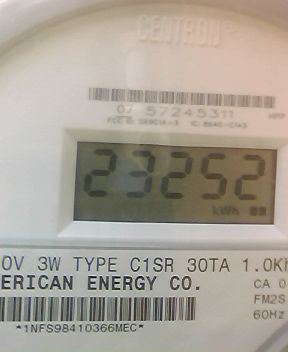 CENTRON
07 57245311
23252
kWh
0V 3W TYPE C1SR 30TA 1.0K
ERICAN ENERGY CO.
CA 0
FM2S
60Hz
*1NFS98410366MEC*